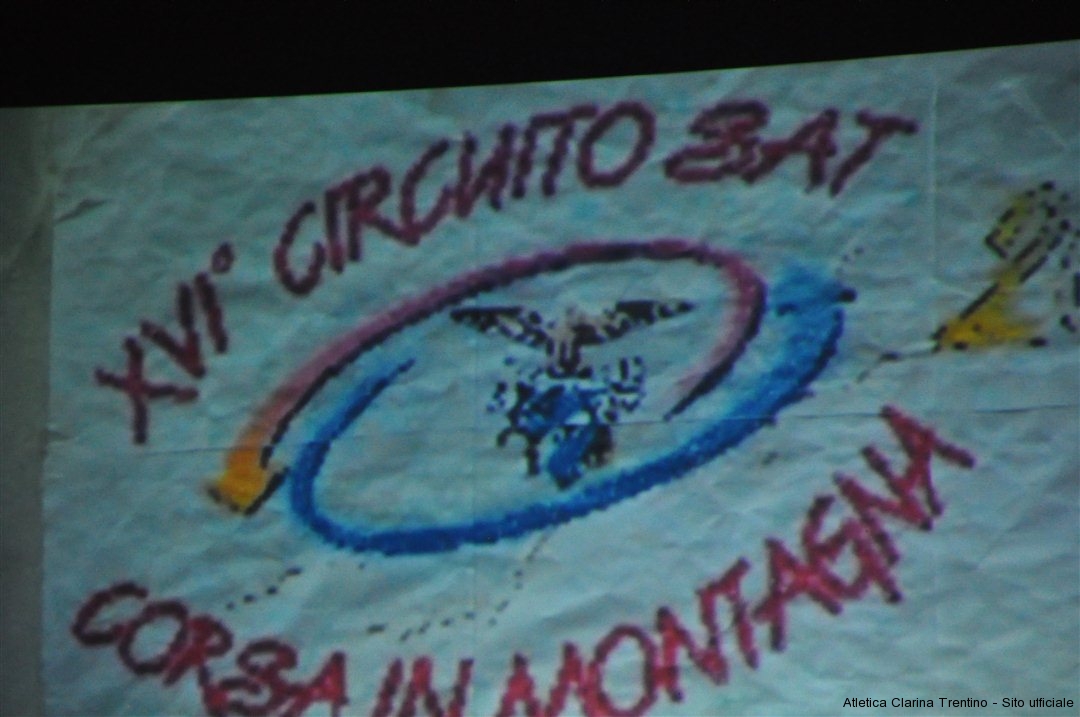 XVI° CIRCUITO SAT
CORSA IN MONTAGNA
Atletica Clarina Trentino - Sito ufficiale